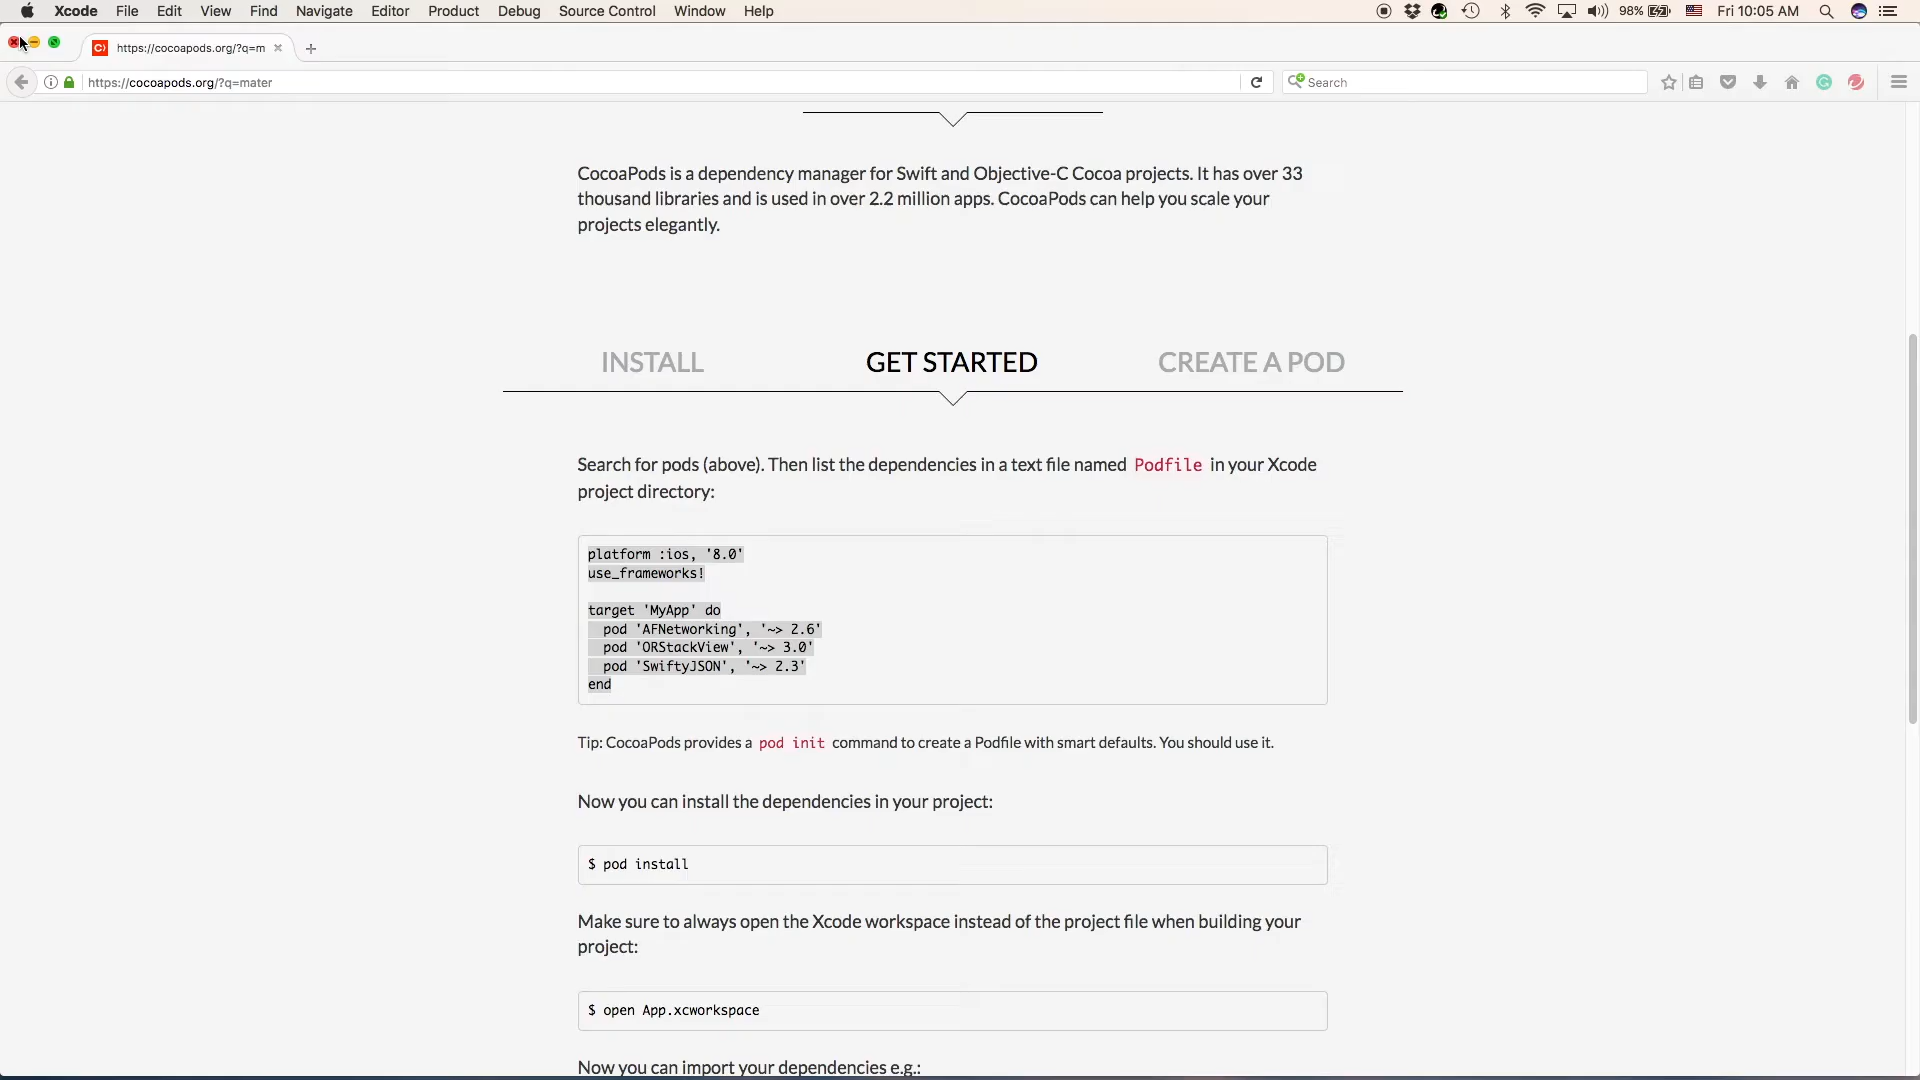 Xcode File Edit View Find Navigate Editor Product Debug Source Control Window Help 98% Fri 10:05 AM
https://cocoapods.org/?q=m
https://cocoapods.org/?q=mater Search
CocoaPods is a dependency manager for Swift and Objective-C Cocoa projects. It has over 33
thousand libraries and is used in over 2.2 million apps. CocoaPods can help you scale your
projects elegantly.
INSTALL GET STARTED CREATE A POD
Search for pods (above). Then list the dependencies in a text file named Podfile in your Xcode
project directory:
platform :ios, '8.0'
use_frameworks!
target 'MyApp' do
pod 'AFNetworking', '~> 2.6'
pod 'ORStackView', '~> 3.0'
pod 'SwiftyJSON', '~> 2.3'
end
Tip: CocoaPods provides a pod init command to create a Podfile with smart defaults. You should use it.
Now you can install the dependencies in your project:
$ pod install
Make sure to always open the Xcode workspace instead of the project file when building your
project:
$ open App.xcworkspace
Now you can import your dependencies e.g.: